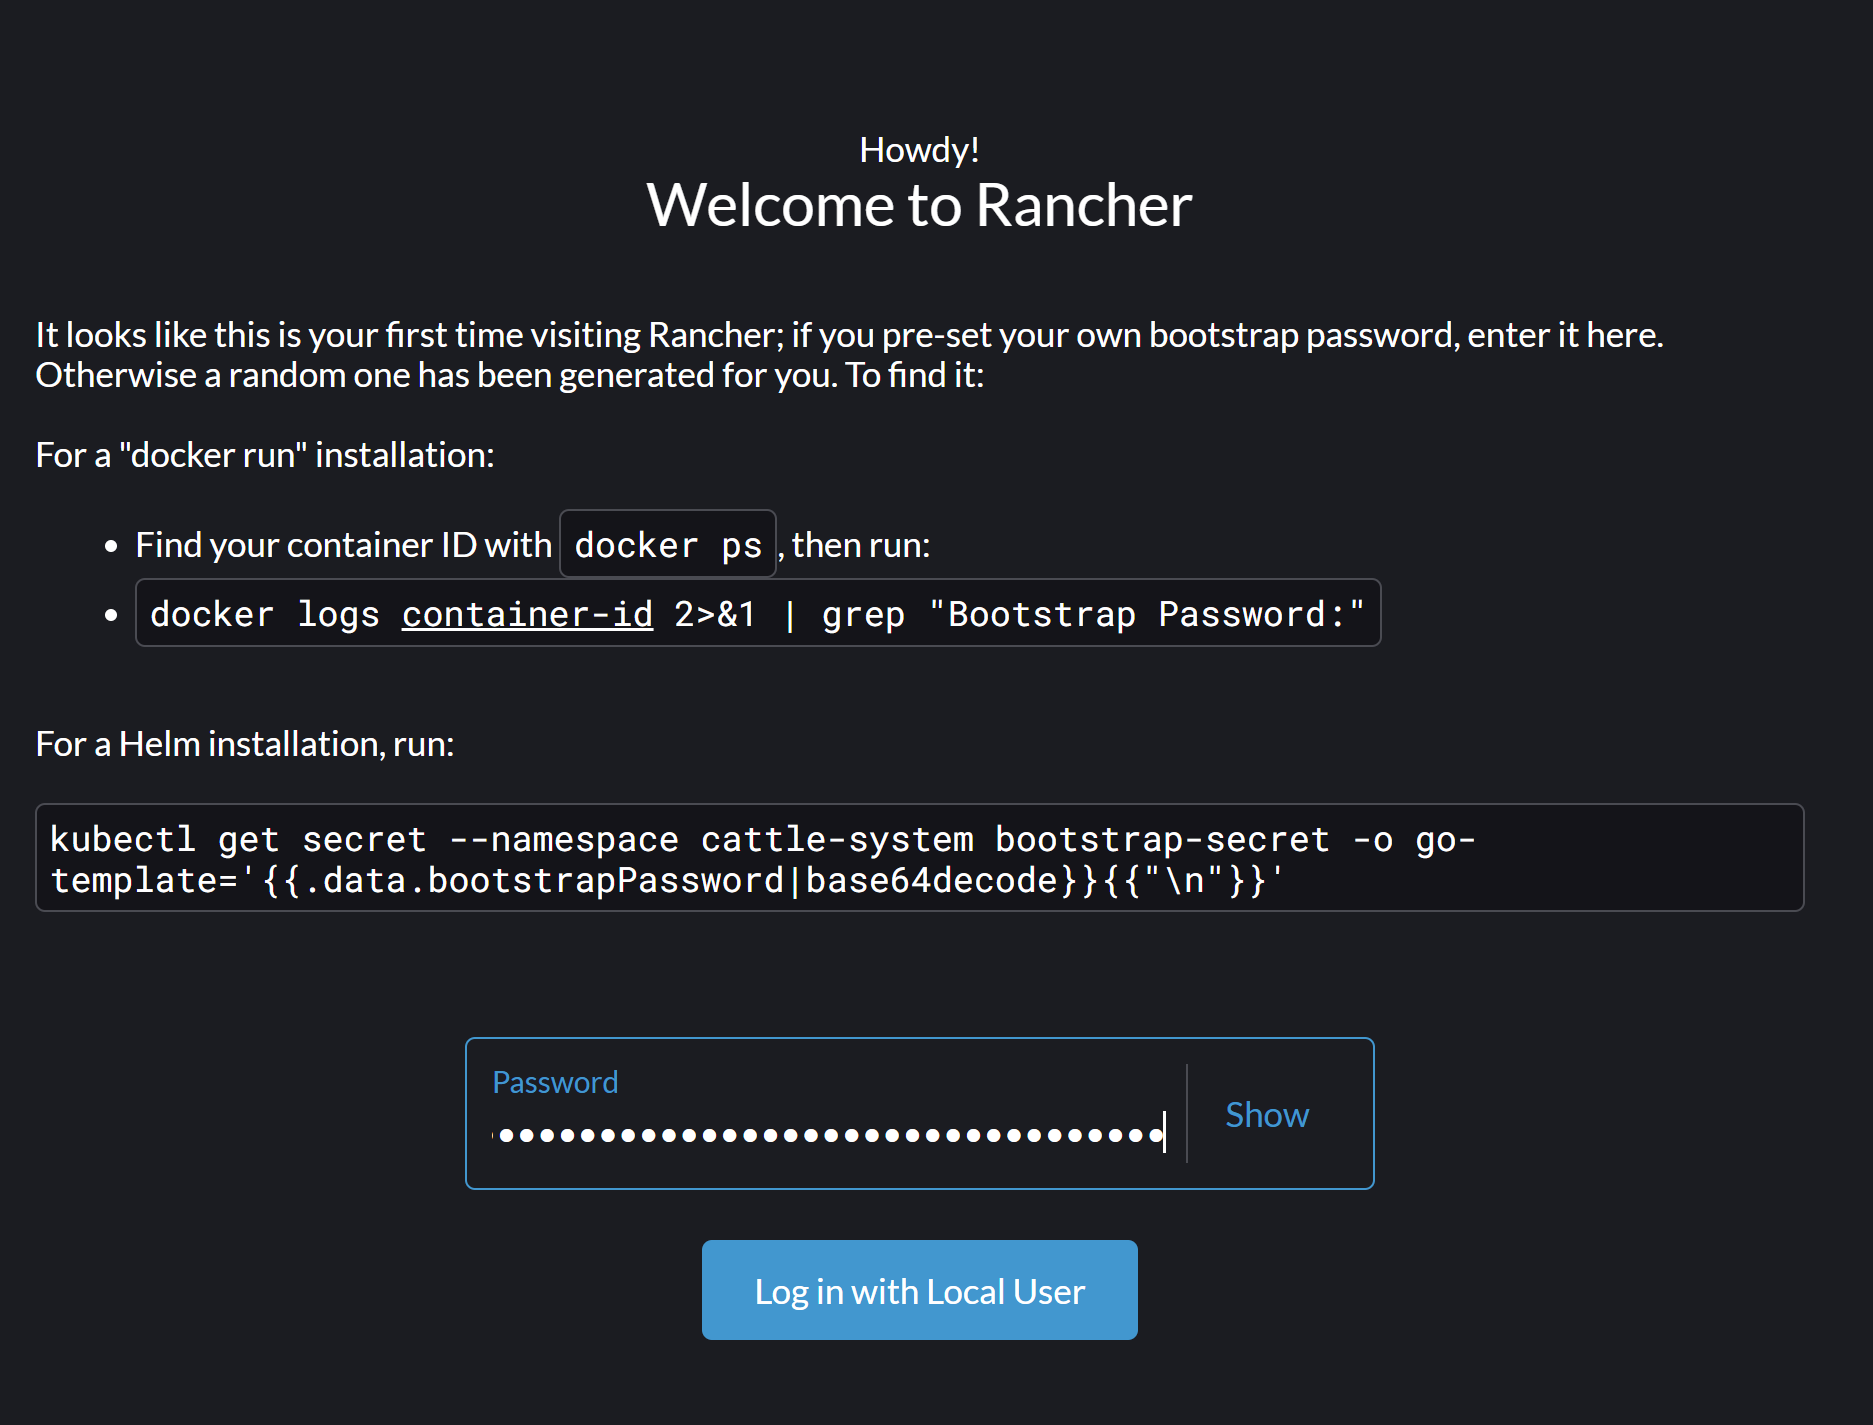 Howdy!
Welcome to Rancher
It looks like this is your first time visiting Rancher; if you pre-set your own bootstrap password, enter it here.
Otherwise a random one has been generated for you. To find it:
For a "docker run" installation:
• Find your container ID with docker ps, then run:
• docker logs container-id 2>&1 | grep "Bootstrap Password:"
For a Helm installation, run:
kubectl get secret --namespace cattle-system bootstrap-secret -o go-
template='{{.data.bootstrapPassword|base64decode}}{{"\n"}}'
Password
Show
Log in with Local User